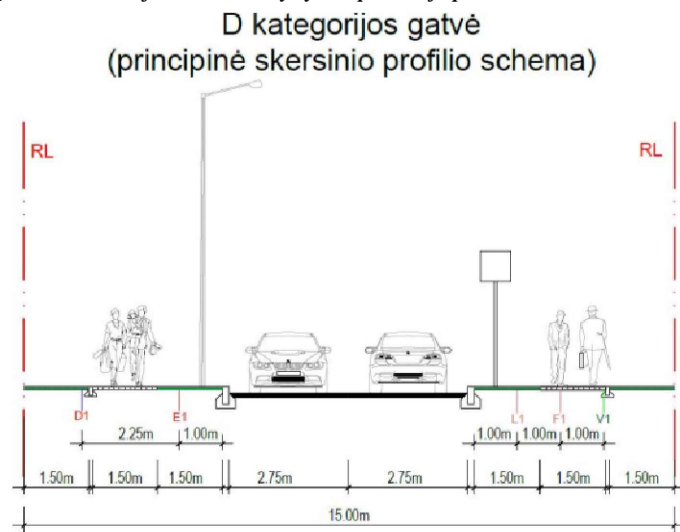 D kategorijos gatvė
(principinė skersinio profilio schema)
RL RL
D1 E1 L1 F1 V1
2.25m 1.00m 1.00m 1.00m 1.00m
1.50m 1.50m 1.50m 2.75m 2.75m 1.50m 1.50m 1.50m
15.00m